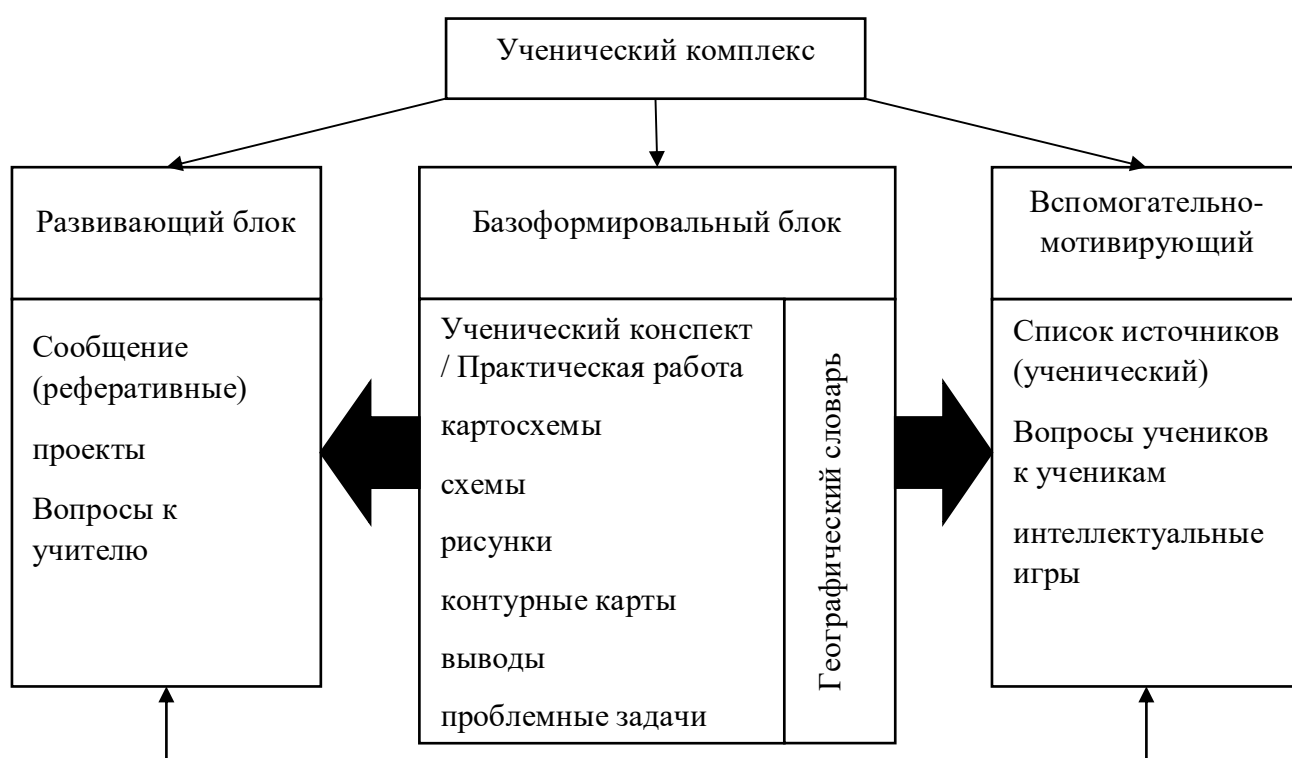 Ученический комплекс
Развивающий блок
Базоформировальный блок
Вспомогательно-
мотивирующий
Сообщение
(реферативные)
проекты
Вопросы к
учителю
Ученический конспект
/ Практическая работа
картосхемы
схемы
рисунки
контурные карты
выводы
проблемные задачи
Географический словарь
Список источников
(ученический)
Вопросы учеников
к ученикам
интеллектуальные
игры